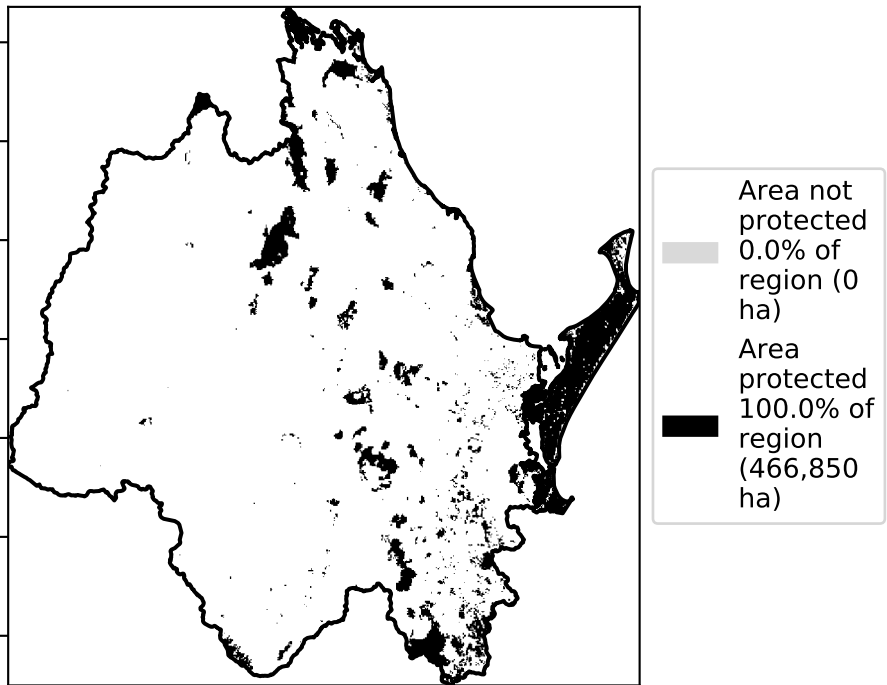 Area not
protected
0.0% of
region (0
ha)
Area
protected
100.0% of
region
(466,850
ha)